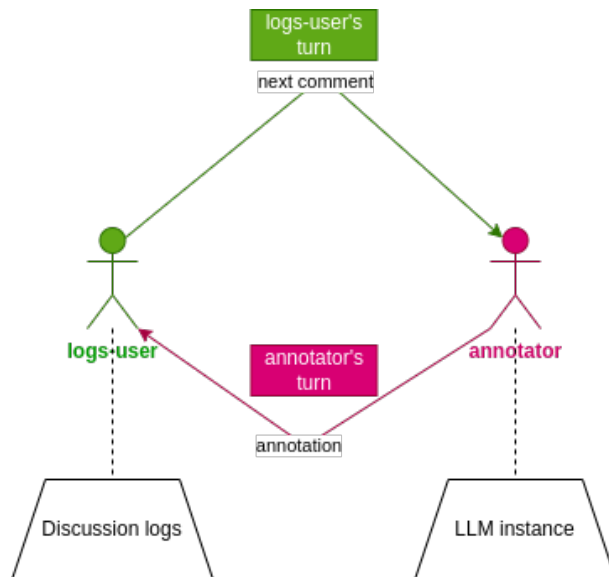 logs-user's
turn
next comment
logs-user
annotator
annotator's
turn
annotation
Discussion logs
LLM instance